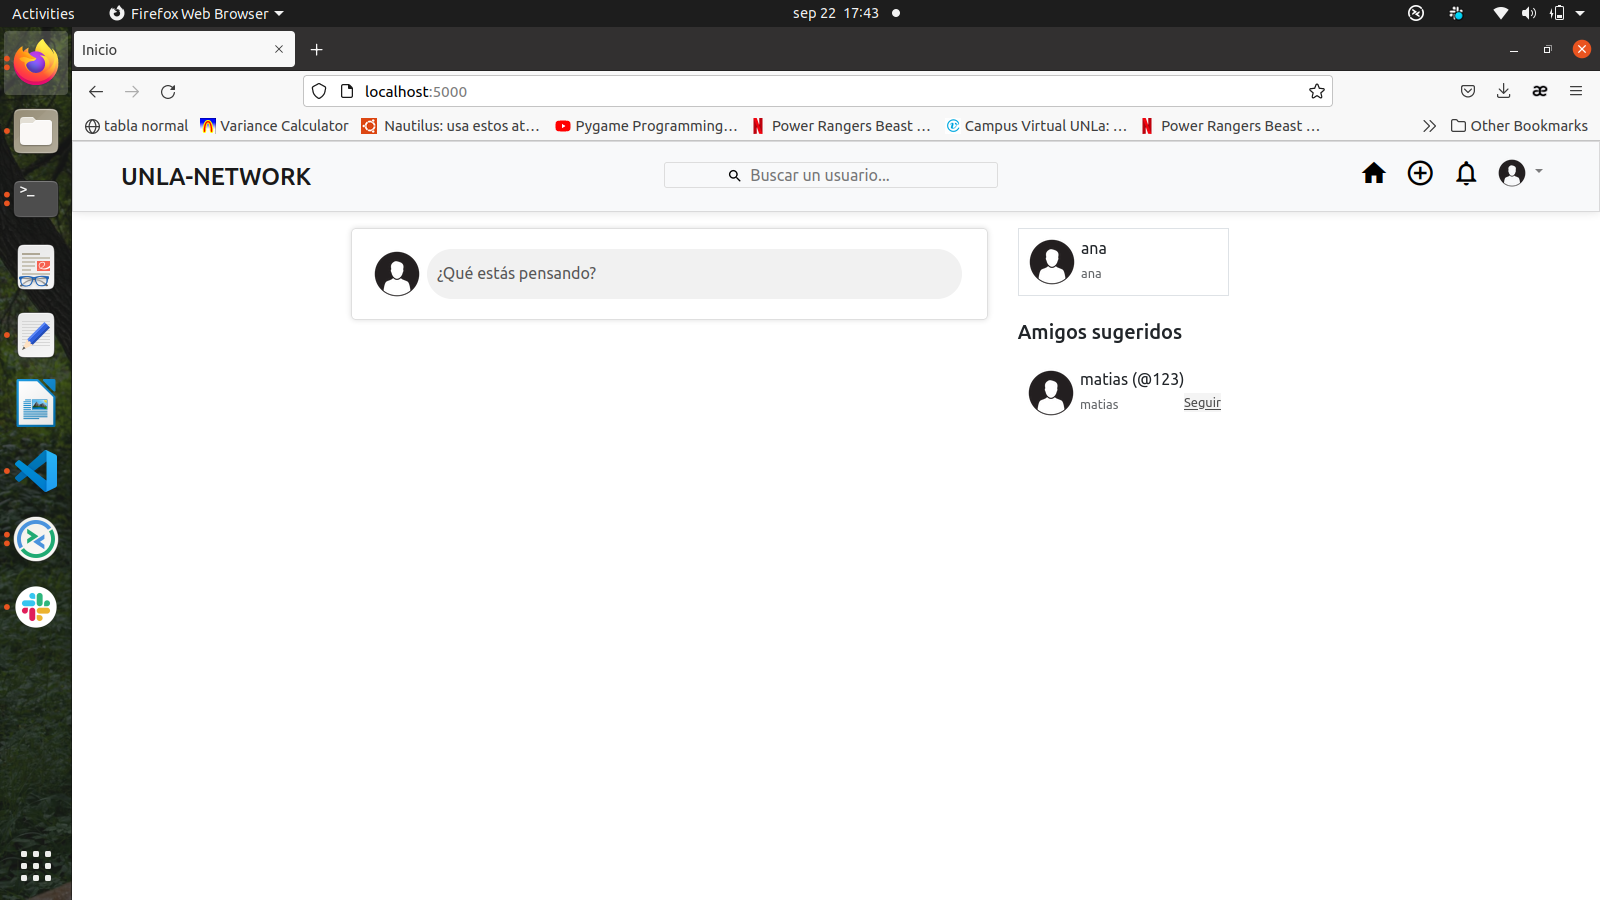 Activities Firefox Web Browser sep 22 17:43
Inicio
localhost:5000
tabla normal Variance Calculator Nautilus: usa estos at… Pygame Programming… Power Rangers Beast … Campus Virtual UNLa: … Power Rangers Beast … Other Bookmarks
UNLA-NETWORK Buscar un usuario...
¿Qué estás pensando?
ana
ana
Amigos sugeridos
matias (@123)
matias Seguir